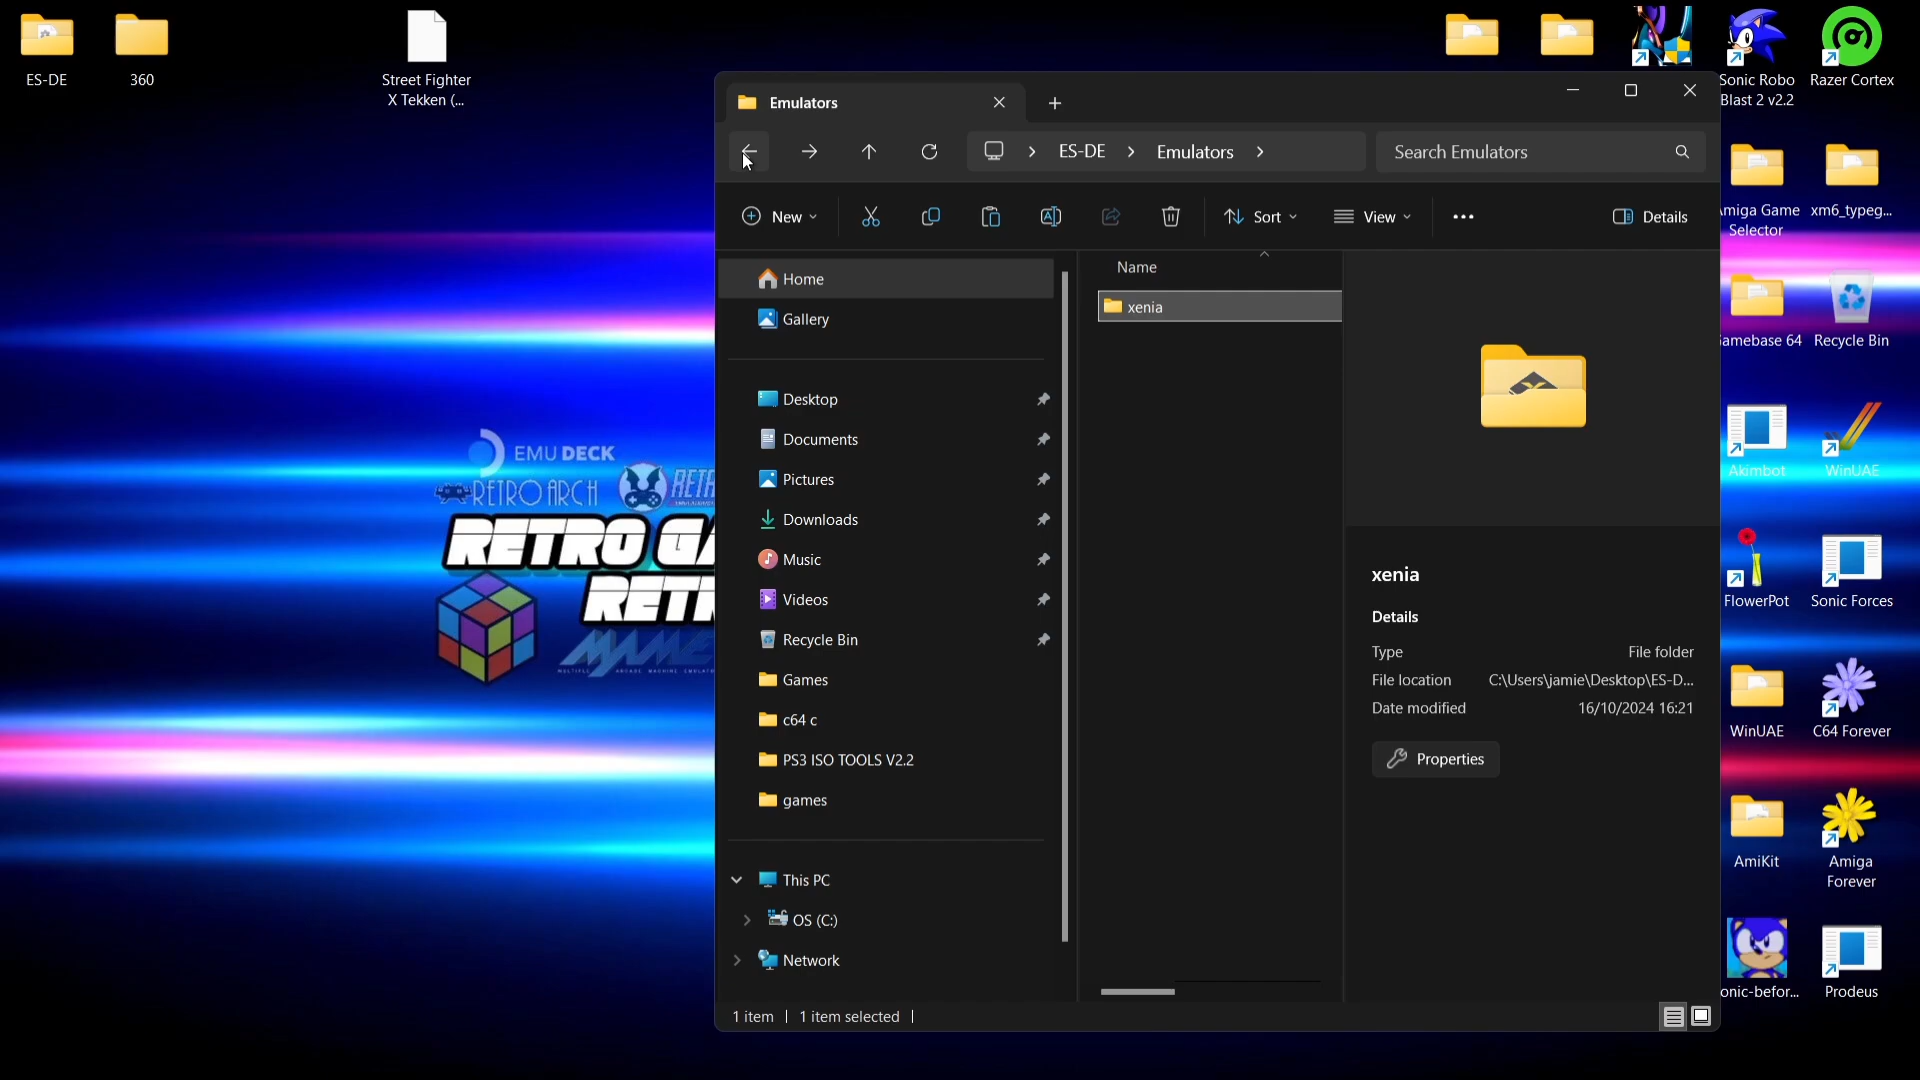 ES-DE
360
Street Fighter
X Tekken (...
Sonic Robo
Blast 2 v2.2
Razer Cortex
Emulators
ES-DE
Emulators
Search Emulators
New
Sort
View
Details
Home
Gallery
Desktop
Documents
Pictures
Downloads
Music
Videos
Recycle Bin
Games
c64 c
PS3 ISO TOOLS V2.2
games
This PC
OS (C:)
Network
Name
xenia
xenia
Details
Type
File folder
File location
C:\Users\jamie\Desktop\ES-D...
Date modified
16/10/2024 16:21
Properties
1 item
1 item selected
EMU DECK
RETRO ARCH
RETR
RETRO GA
RETR
MAME
miga Game
Selector
xm6_typeg...
amebase 64
Recycle Bin
Akimbot
WinUAE
FlowerPot
Sonic Forces
WinUAE
C64 Forever
AmiKit
Amiga
Forever
onic-befor...
Prodeus